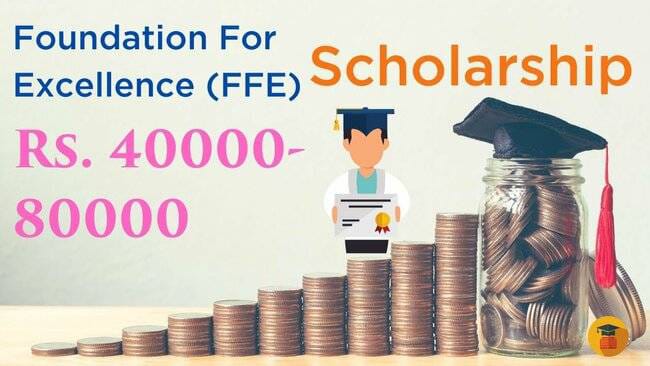 Foundation For
Excellence (FFE)
Scholarship
Rs. 40000-
80000